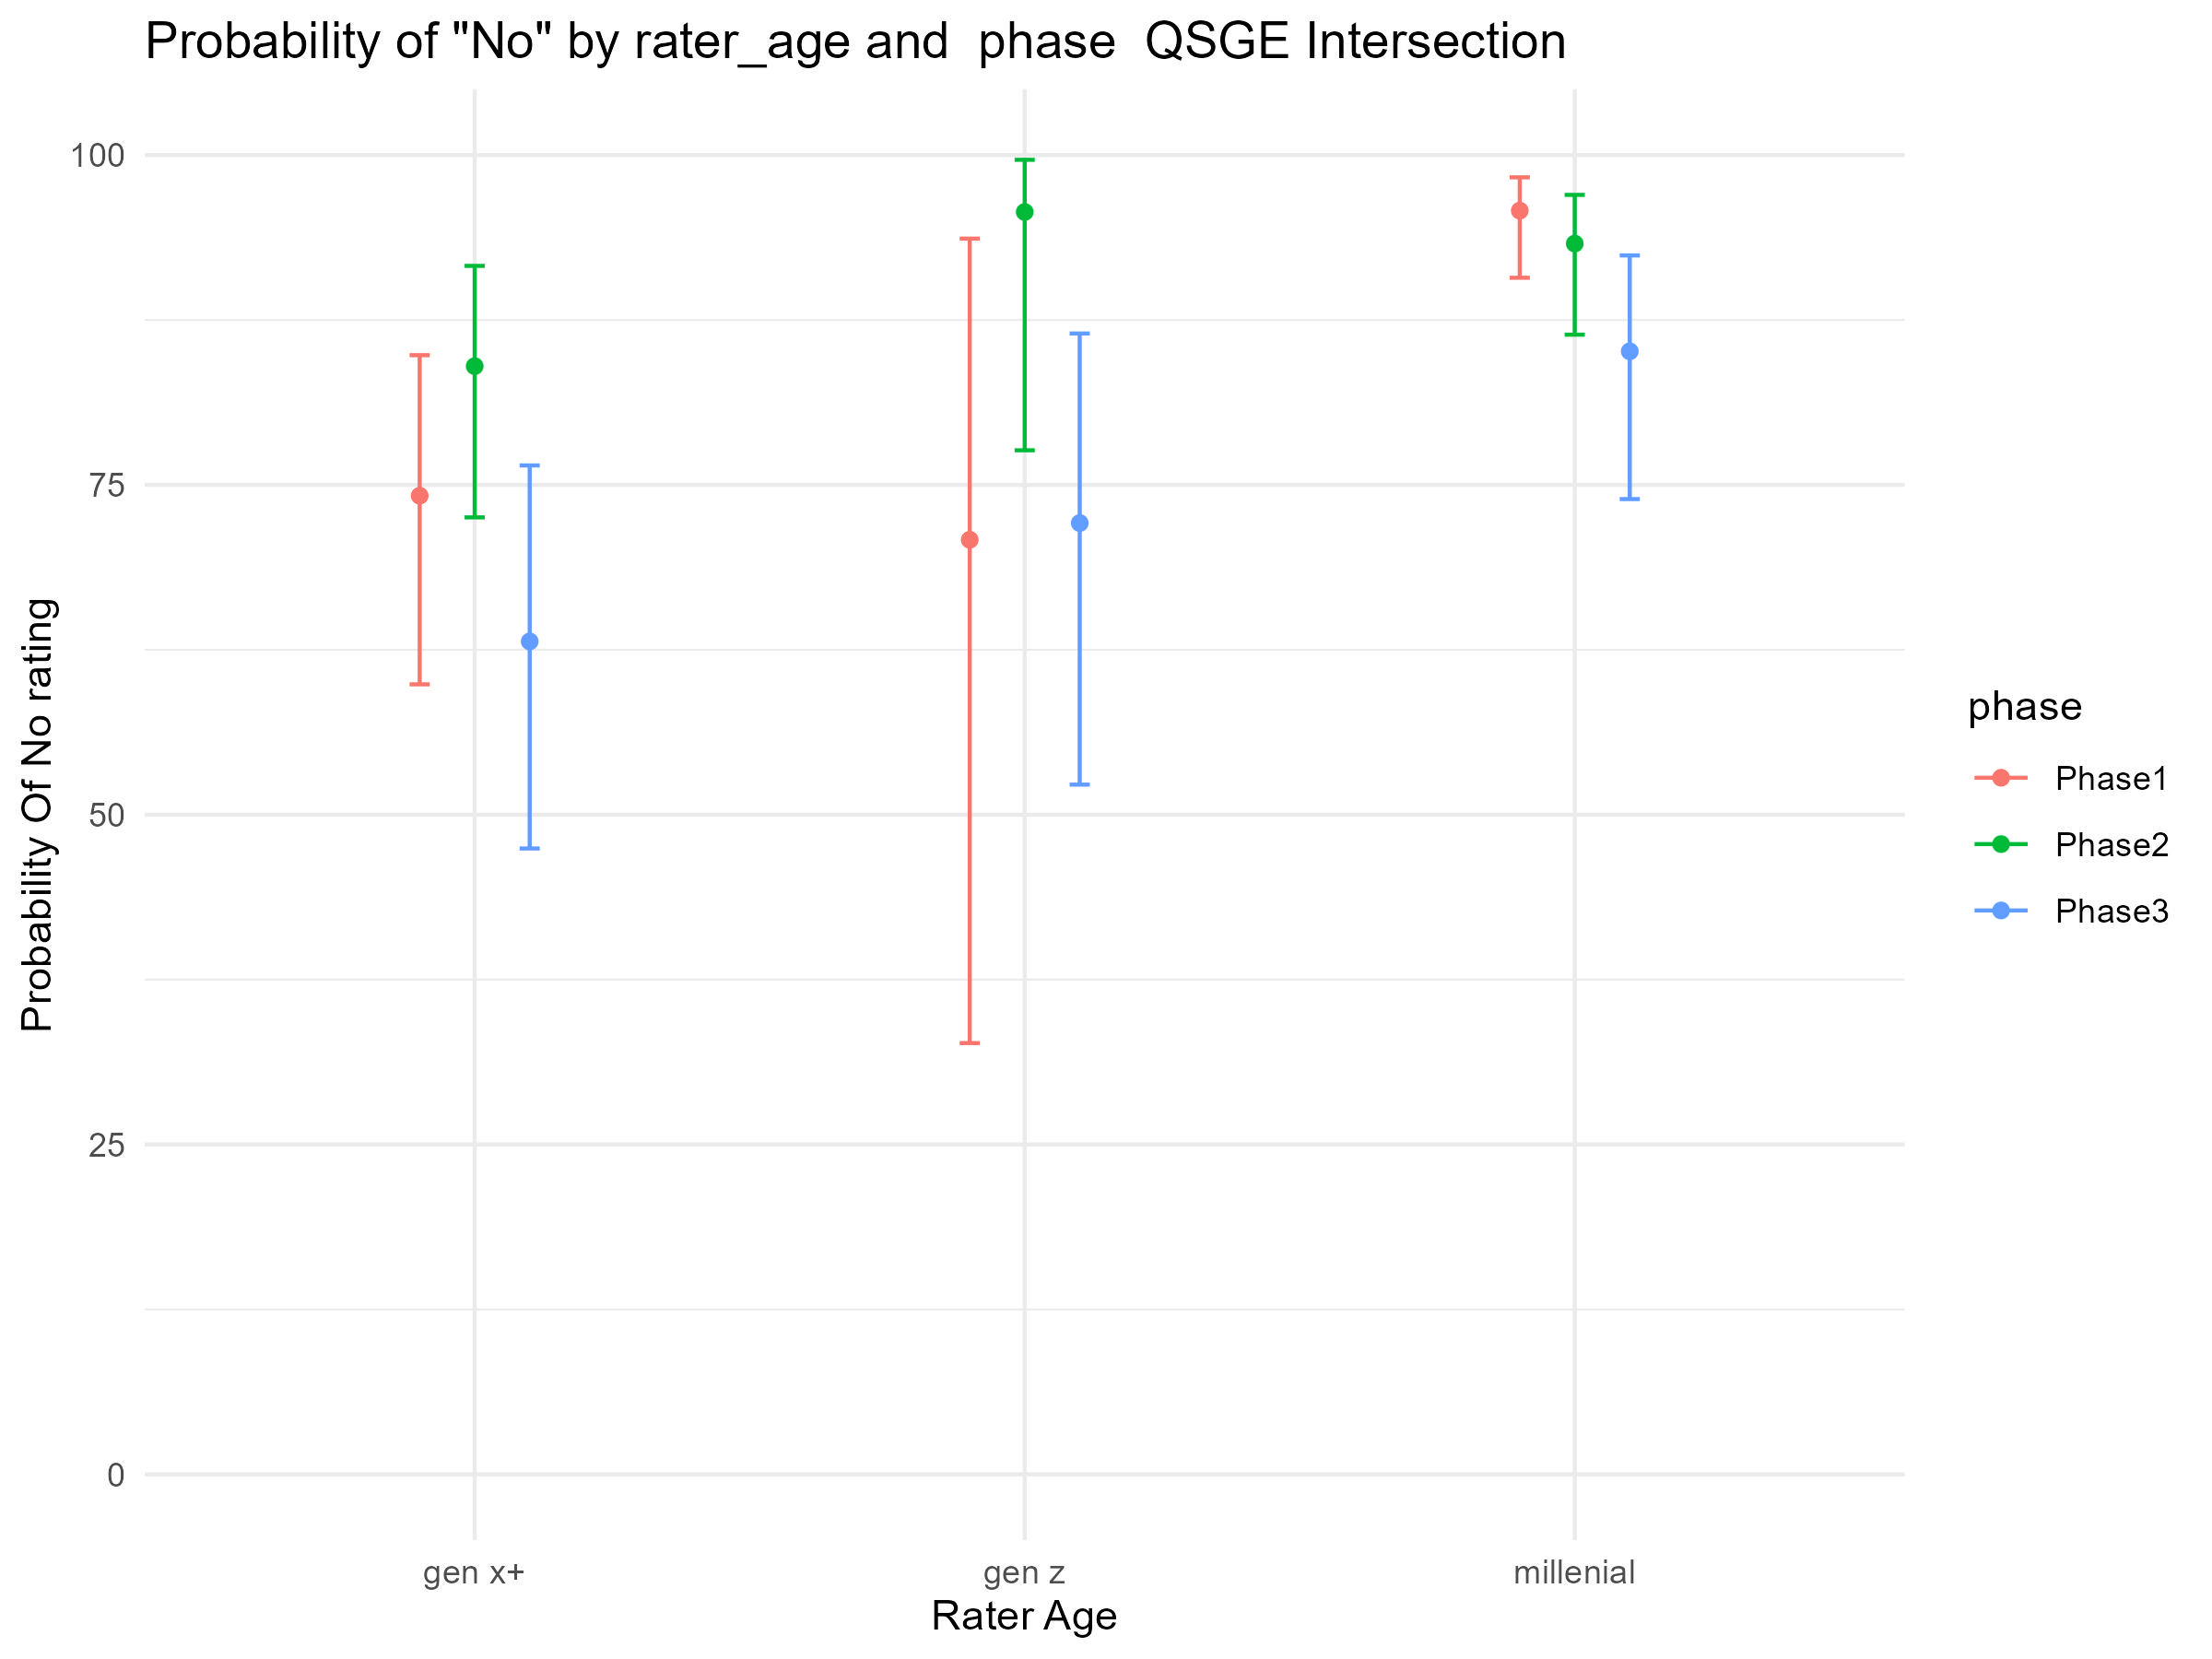 Probability of "No" by rater_age and  phase  QSGE Intersection
Probability Of No rating
100
75
50
25
0
gen x+
gen z
millenial
Rater Age
phase
Phase1
Phase2
Phase3